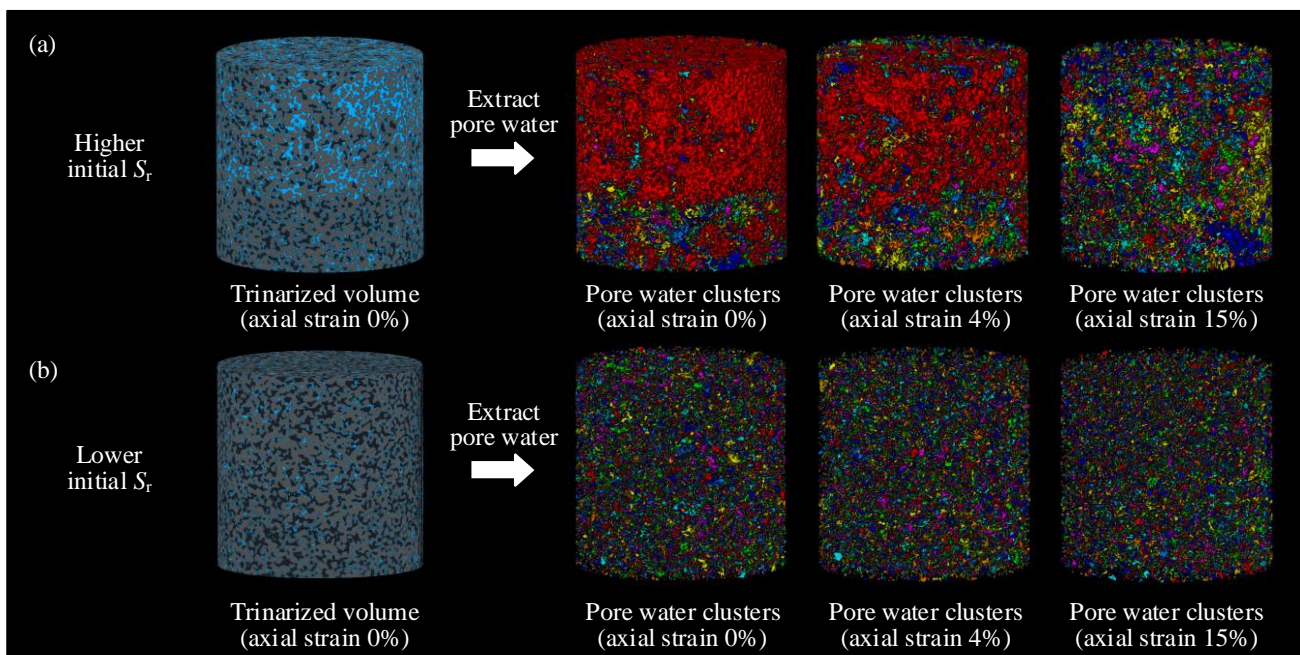 (a)
Higher
initial Sr
Extract
pore water
Trinarized volume
(axial strain 0%)
Pore water clusters
(axial strain 0%)
Pore water clusters
(axial strain 4%)
Pore water clusters
(axial strain 15%)
(b)
Lower
initial Sr
Extract
pore water
Trinarized volume
(axial strain 0%)
Pore water clusters
(axial strain 0%)
Pore water clusters
(axial strain 4%)
Pore water clusters
(axial strain 15%)